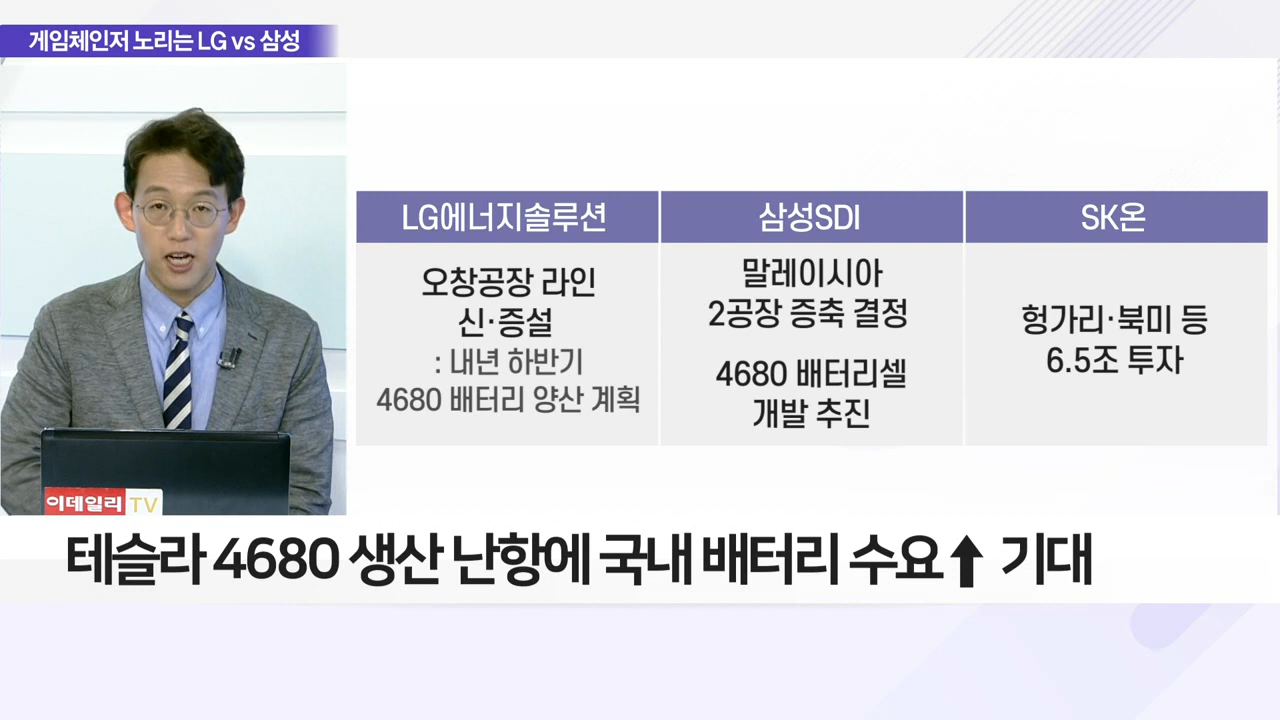 게임체인저 노리는 LG vs 삼성
LG에너지솔루션
오창공장 라인
신·증설
: 내년 하반기
4680 배터리 양산 계획
삼성SDI
말레이시아
2공장 증축 결정
4680 배터리셀
개발 추진
SK온
헝가리·북미 등
6.5조 투자
이데일리 TV
테슬라 4680 생산 난항에 국내 배터리 수요⬆ 기대